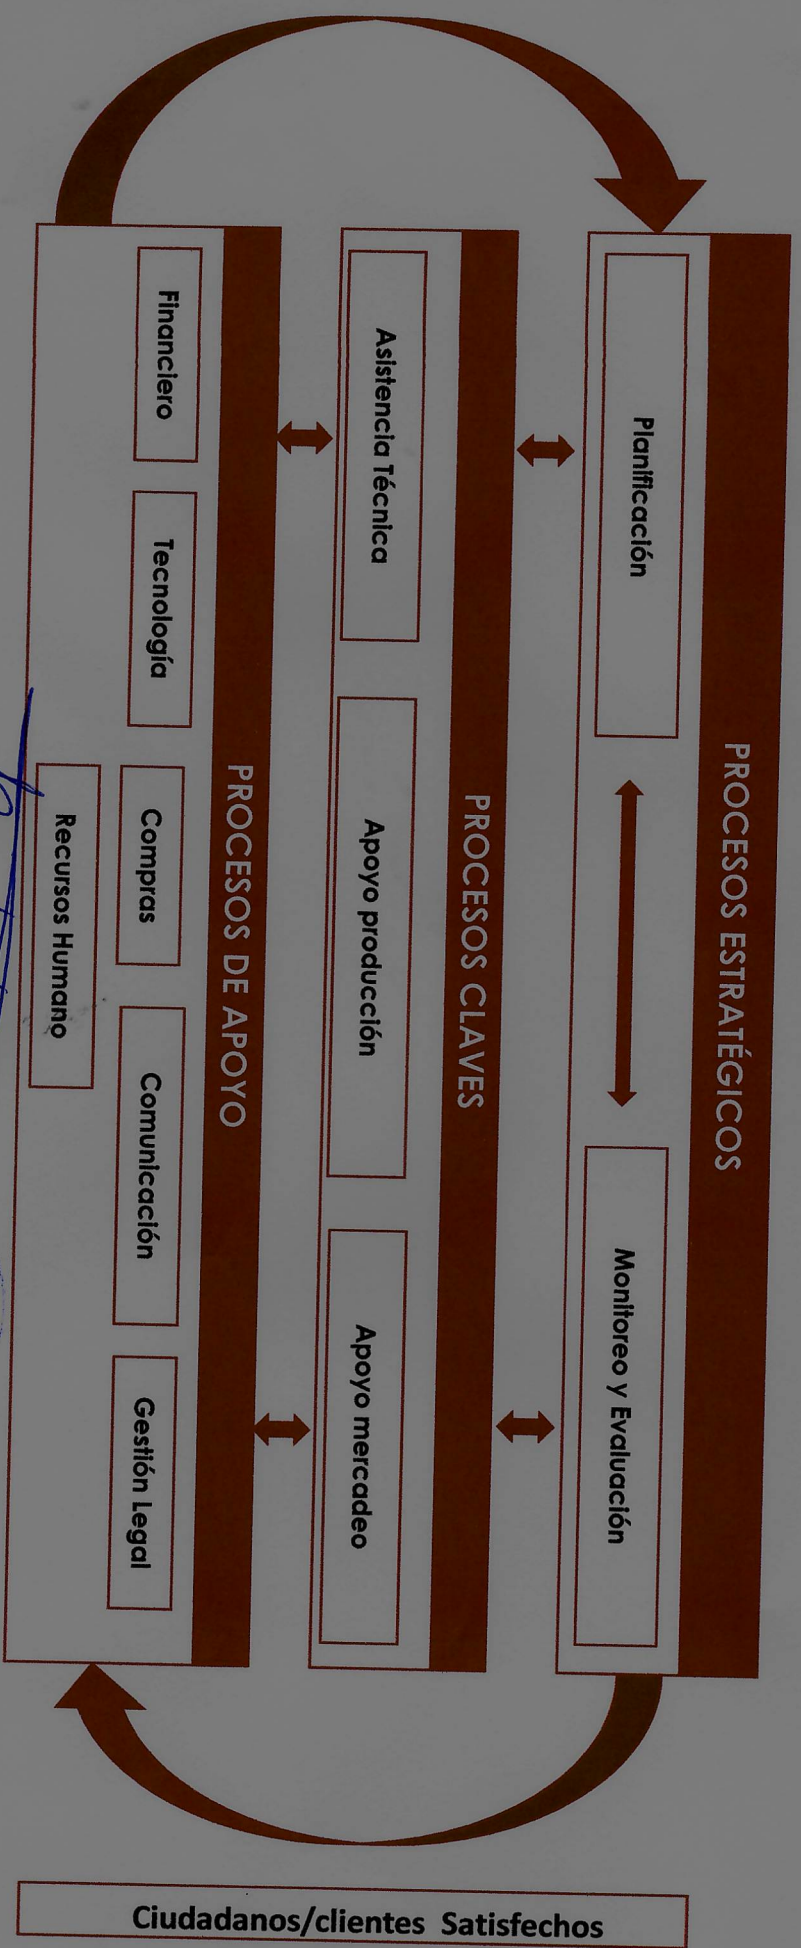 PROCESOS ESTRATÉGICOS
Planificación
Monitoreo y Evaluación
PROCESOS CLAVES
Asistencia Técnica
Apoyo producción
Apoyo mercadeo
PROCESOS DE APOYO
Financiero
Tecnología
Compras
Comunicación
Gestión Legal
Recursos Humano
Ciudadanos/clientes Satisfechos